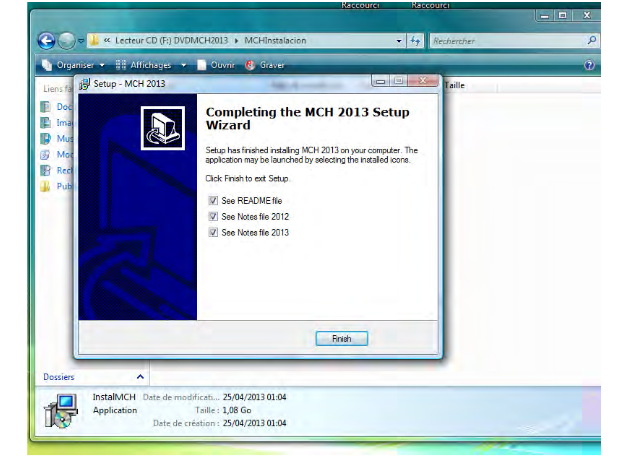 Raccourci Raccourci
« Lecteur CD (F:) DVDMCH2013 ▸ MCHInstalacion
Rechercher
Organiser Affichages Ouvrir Graver
Liens
Taille
Setup - MCH 2013
Doc
Ima
Mus
Rec
Publ
Completing the MCH 2013 Setup
Wizard
Setup has finished installing MCH 2013 on your computer. The
application may be launched by selecting the installed icons.
Click Finish to exit Setup.
See README file
See Notes file 2012
See Notes file 2013
Finish
Dossiers
InstalMCH Date de modificati... 25/04/2013 01:04
Application Taille : 1,08 Go
Date de création : 25/04/2013 01:04